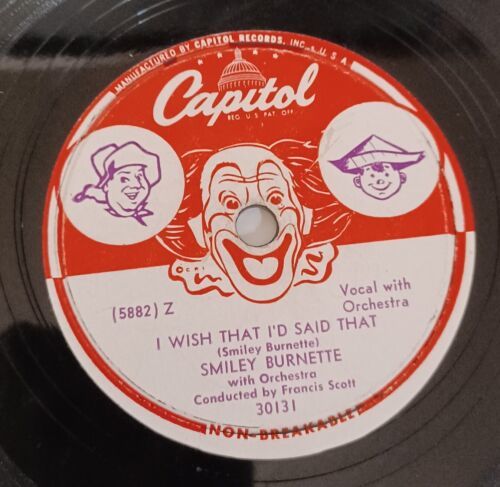 MANUFACTURED BY CAPITOL RECORDS, INC., U.S.A.
Capitol
REG. U.S. PAT. OFF.
(5882) Z
Vocal with
Orchestra
I WISH THAT I'D SAID THAT
(Smiley Burnette)
SMILEY BURNETTE
with Orchestra
Conducted by Francis Scott
30131
NON-BREAKABLE